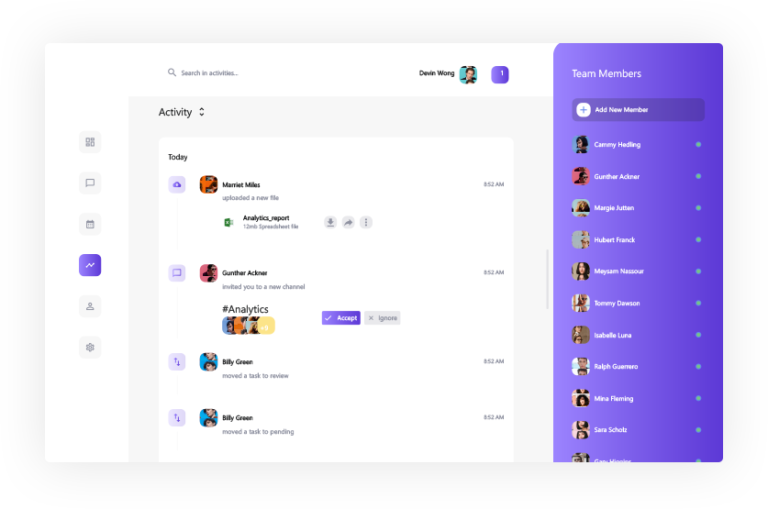 Search in activities...
Devin Wong
1
Team Members
Activity
Add New Member
Today
Cammy Hedling
Marriet Miles
8:52 AM
uploaded a new file
Gunther Ackner
Analytics_report
12mb Spreadsheet file
Margie Jutten
Hubert Franck
Gunther Ackner
8:52 AM
invited you to a new channel
Meysam Nassour
#Analytics
Accept
Ignore
Tommy Dawson
Isabelle Luna
Billy Green
8:52 AM
moved a task to review
Ralph Guerrero
Mina Fleming
Billy Green
8:52 AM
moved a task to pending
Sara Scholz